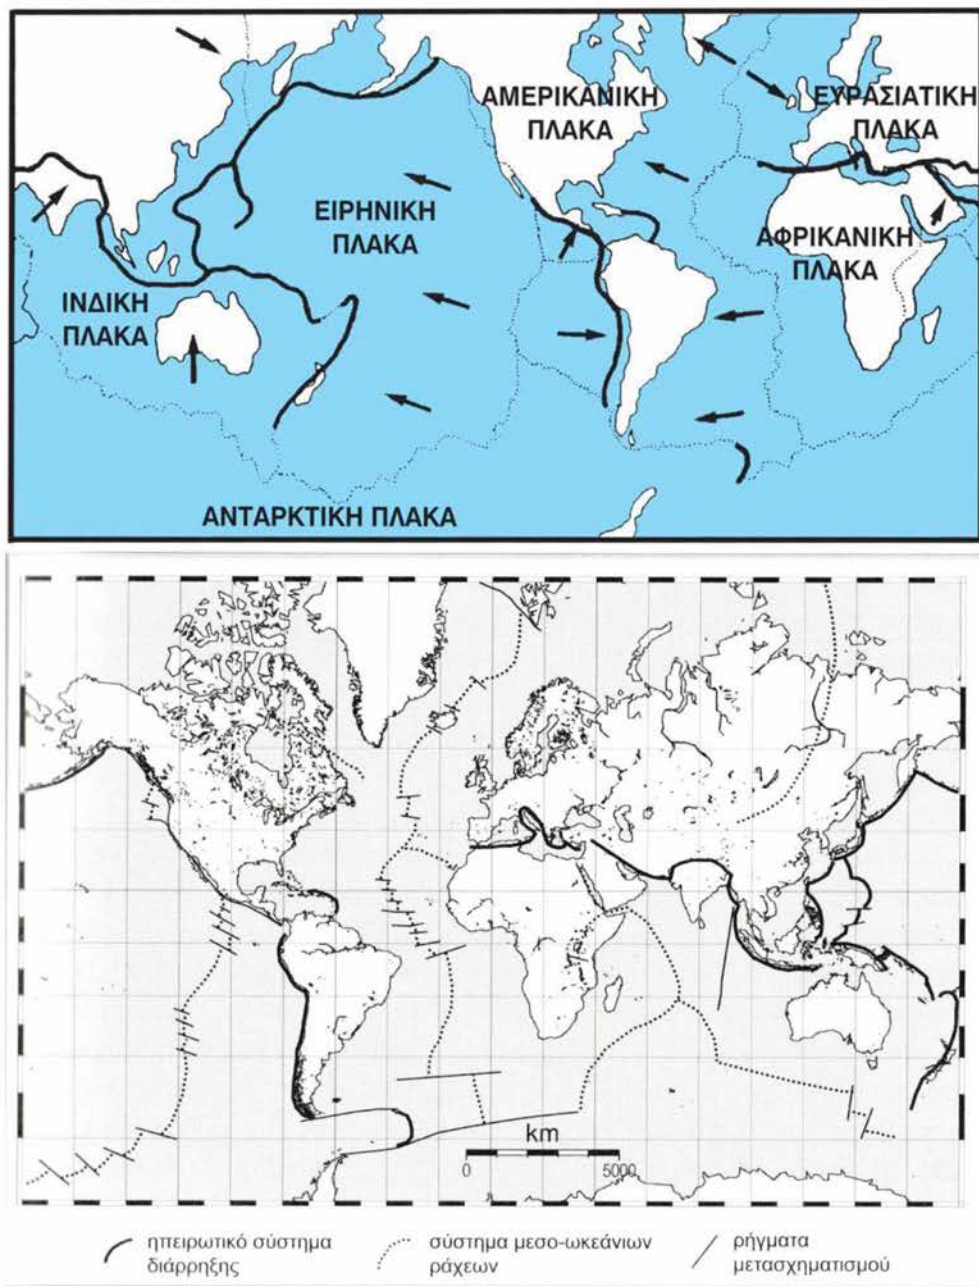 ΑΜΕΡΙΚΑΝΙΚΗ
ΠΛΑΚΑ
ΕΥΡΑΣΙΑΤΙΚΗ
ΠΛΑΚΑ
ΕΙΡΗΝΙΚΗ
ΠΛΑΚΑ
ΑΦΡΙΚΑΝΙΚΗ
ΠΛΑΚΑ
ΙΝΔΙΚΗ
ΠΛΑΚΑ
ΑΝΤΑΡΚΤΙΚΗ ΠΛΑΚΑ
km
0 5000
ηπειρωτικό σύστημα
διάρρηξης
σύστημα μεσο-ωκεάνιων
ράχεων
ρήγματα
μετασχηματισμού